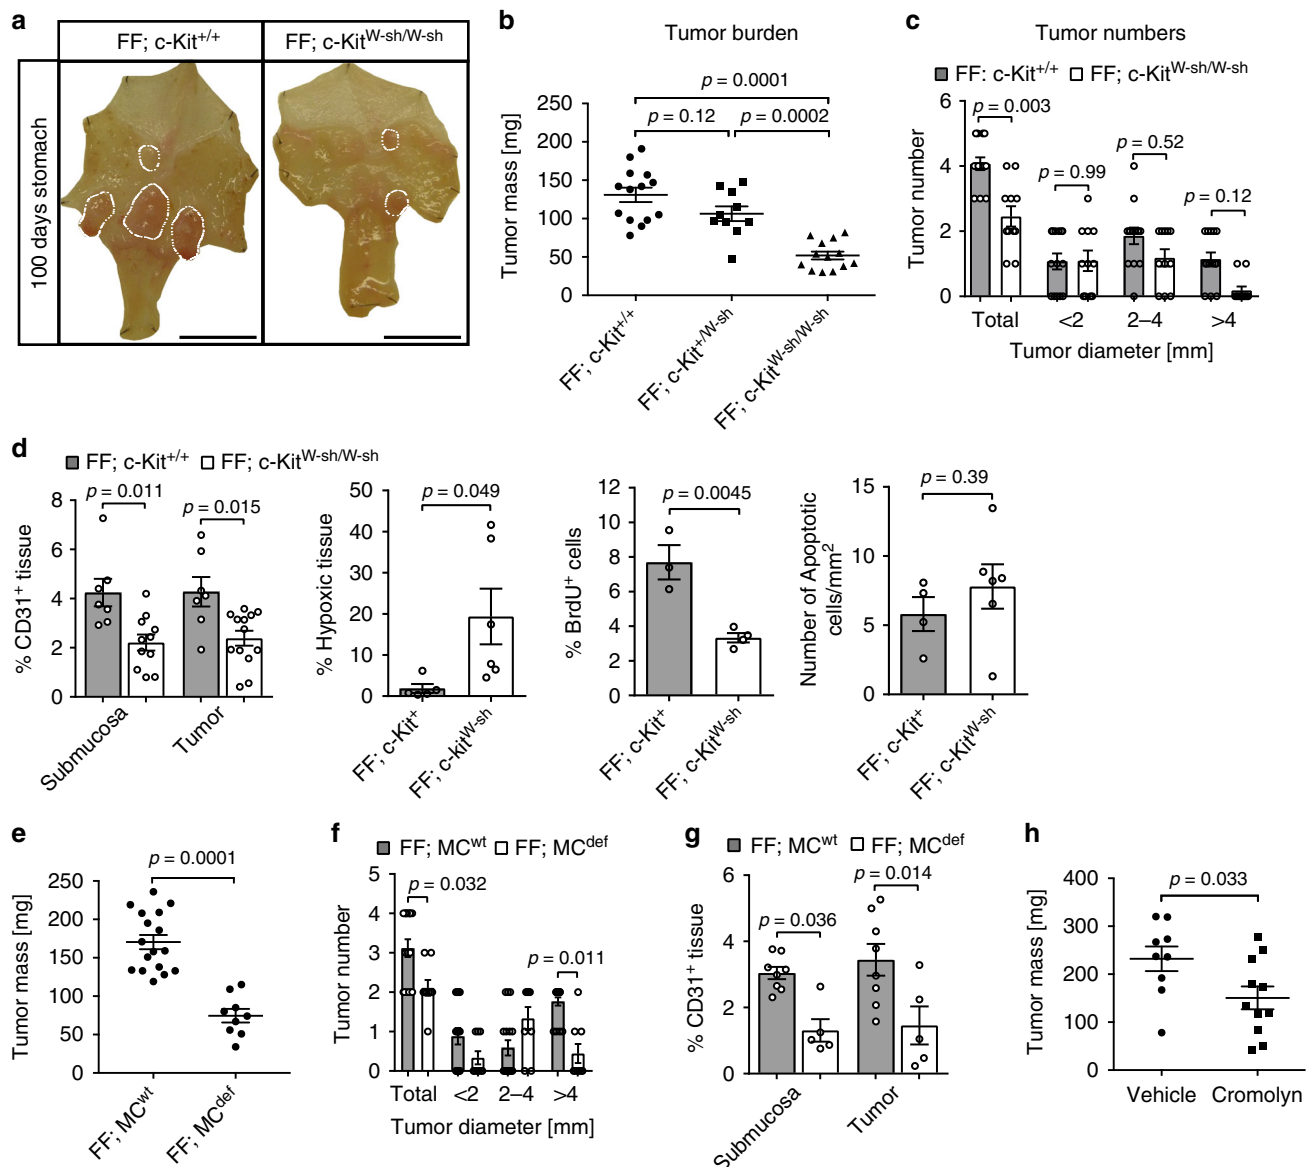 a
FF; c-Kit+/+
FF; c-KitW-sh/W-sh
100 days stomach
b
Tumor burden
p = 0.0001
p = 0.12
p = 0.0002
Tumor mass [mg]
250
200
150
100
50
0
FF; c-Kit+/+
FF; c-Kit+/W-sh
FF; c-KitW-sh/W-sh
c
Tumor numbers
FF: c-Kit+/+ FF; c-KitW-sh/W-sh
p = 0.003
p = 0.99
p = 0.52
p = 0.12
Tumor number
6
4
2
0
Total <2 2–4 >4
Tumor diameter [mm]
d
FF; c-Kit+/+ FF; c-KitW-sh/W-sh
p = 0.011
p = 0.015
% CD31+ tissue
8
6
4
2
0
Submucosa
Tumor
p = 0.049
% Hypoxic tissue
50
40
30
20
10
0
FF; c-Kit+
FF; c-kitW-sh
p = 0.0045
% BrdU+ cells
12
10
8
6
4
2
0
FF; c-Kit+
FF; c-KitW-sh
p = 0.39
Number of Apoptotic
cells/mm2
15
10
5
0
FF; c-Kit+
FF; c-KitW-sh
e
p = 0.0001
Tumor mass [mg]
250
200
150
100
50
0
FF; MCwt
FF; MCdef
f
FF; MCwt FF; MCdef
p = 0.032
p = 0.011
Tumor number
5
4
3
2
1
0
Total <2 2–4 >4
Tumor diameter [mm]
g
FF; MCwt FF; MCdef
p = 0.036
p = 0.014
% CD31+ tissue
6
4
2
0
Submucosa
Tumor
h
p = 0.033
Tumor mass [mg]
400
300
200
100
0
Vehicle Cromolyn